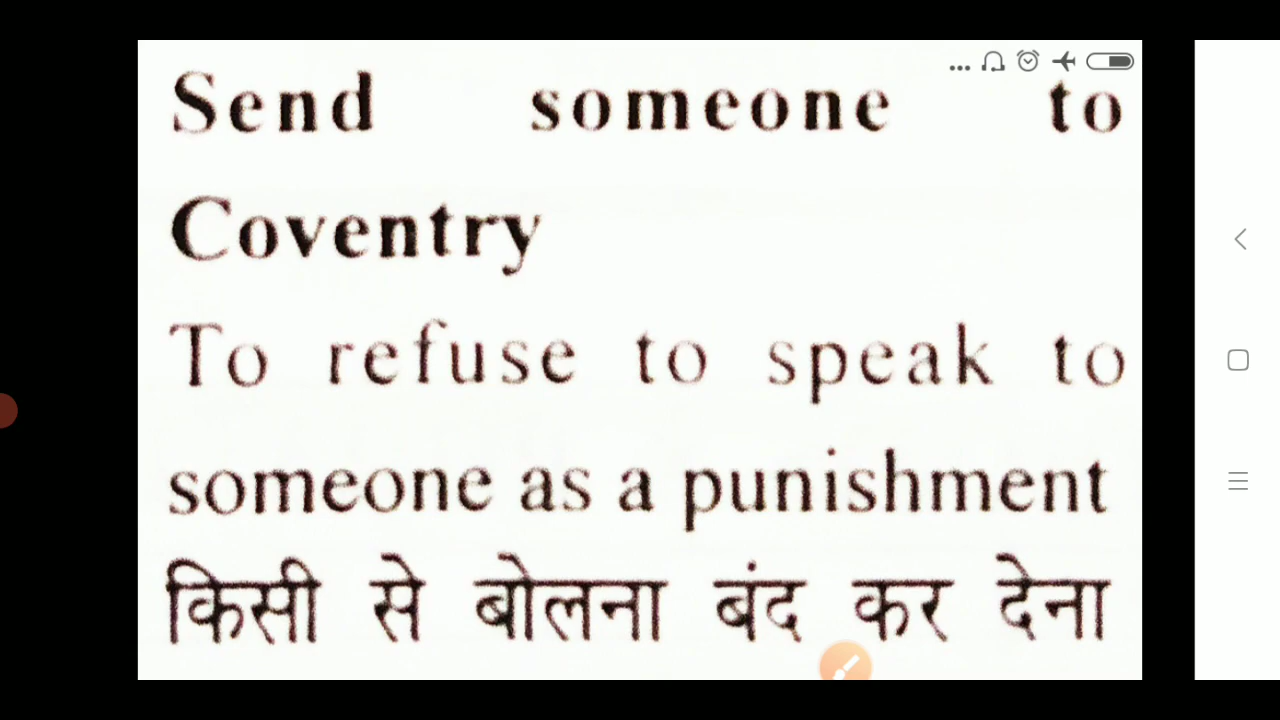 Send someone to
Coventry
To refuse to speak to
someone as a punishment
किसी से बोलना बंद कर देना